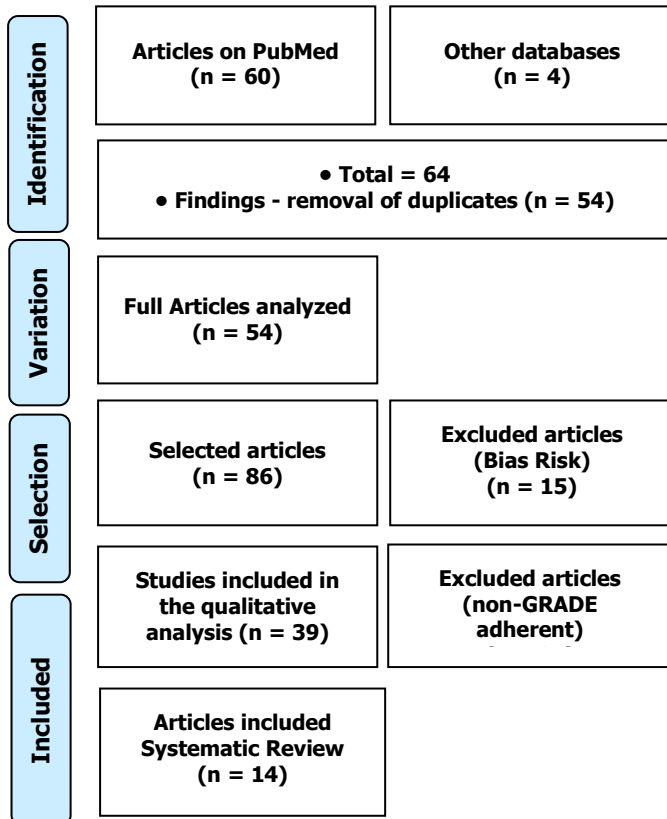 Identification
Articles on PubMed
(n = 60)
Other databases
(n = 4)
● Total = 64
● Findings - removal of duplicates (n = 54)
Variation
Full Articles analyzed
(n = 54)
Selection
Selected articles
(n = 86)
Excluded articles
(Bias Risk)
(n = 15)
Included
Studies included in
the qualitative
analysis (n = 39)
Excluded articles
(non-GRADE
adherent)
Articles included
Systematic Review
(n = 14)